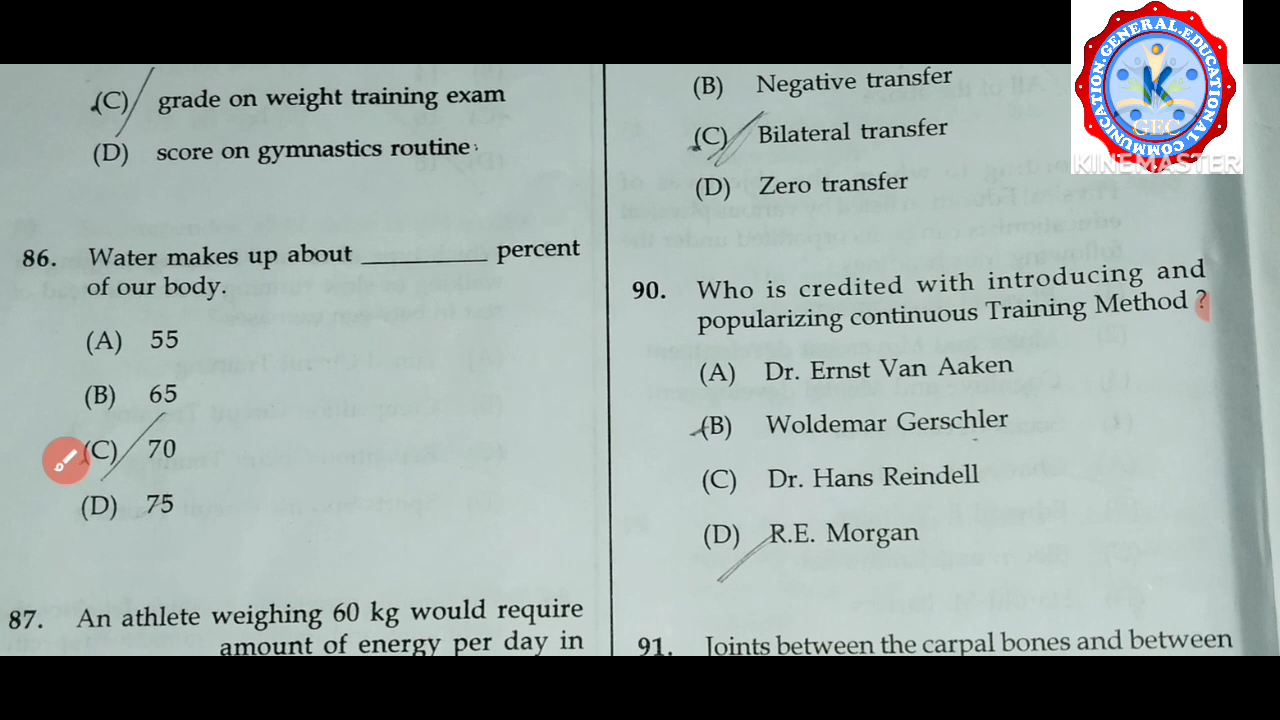 (C) grade on weight training exam
(D) score on gymnastics routine
86. Water makes up about ________ percent
of our body.
(A) 55
(B) 65
(C) 70
(D) 75
87. An athlete weighing 60 kg would require
amount of energy per day in
(B) Negative transfer
(C) Bilateral transfer
(D) Zero transfer
90. Who is credited with introducing and
popularizing continuous Training Method ?
(A) Dr. Ernst Van Aaken
(B) Woldemar Gerschler
(C) Dr. Hans Reindell
(D) R.E. Morgan
91. Joints between the carpal bones and between
GENERAL.EDUCATIONAL
COMMUNICATION.
GEC
KINEMASTER